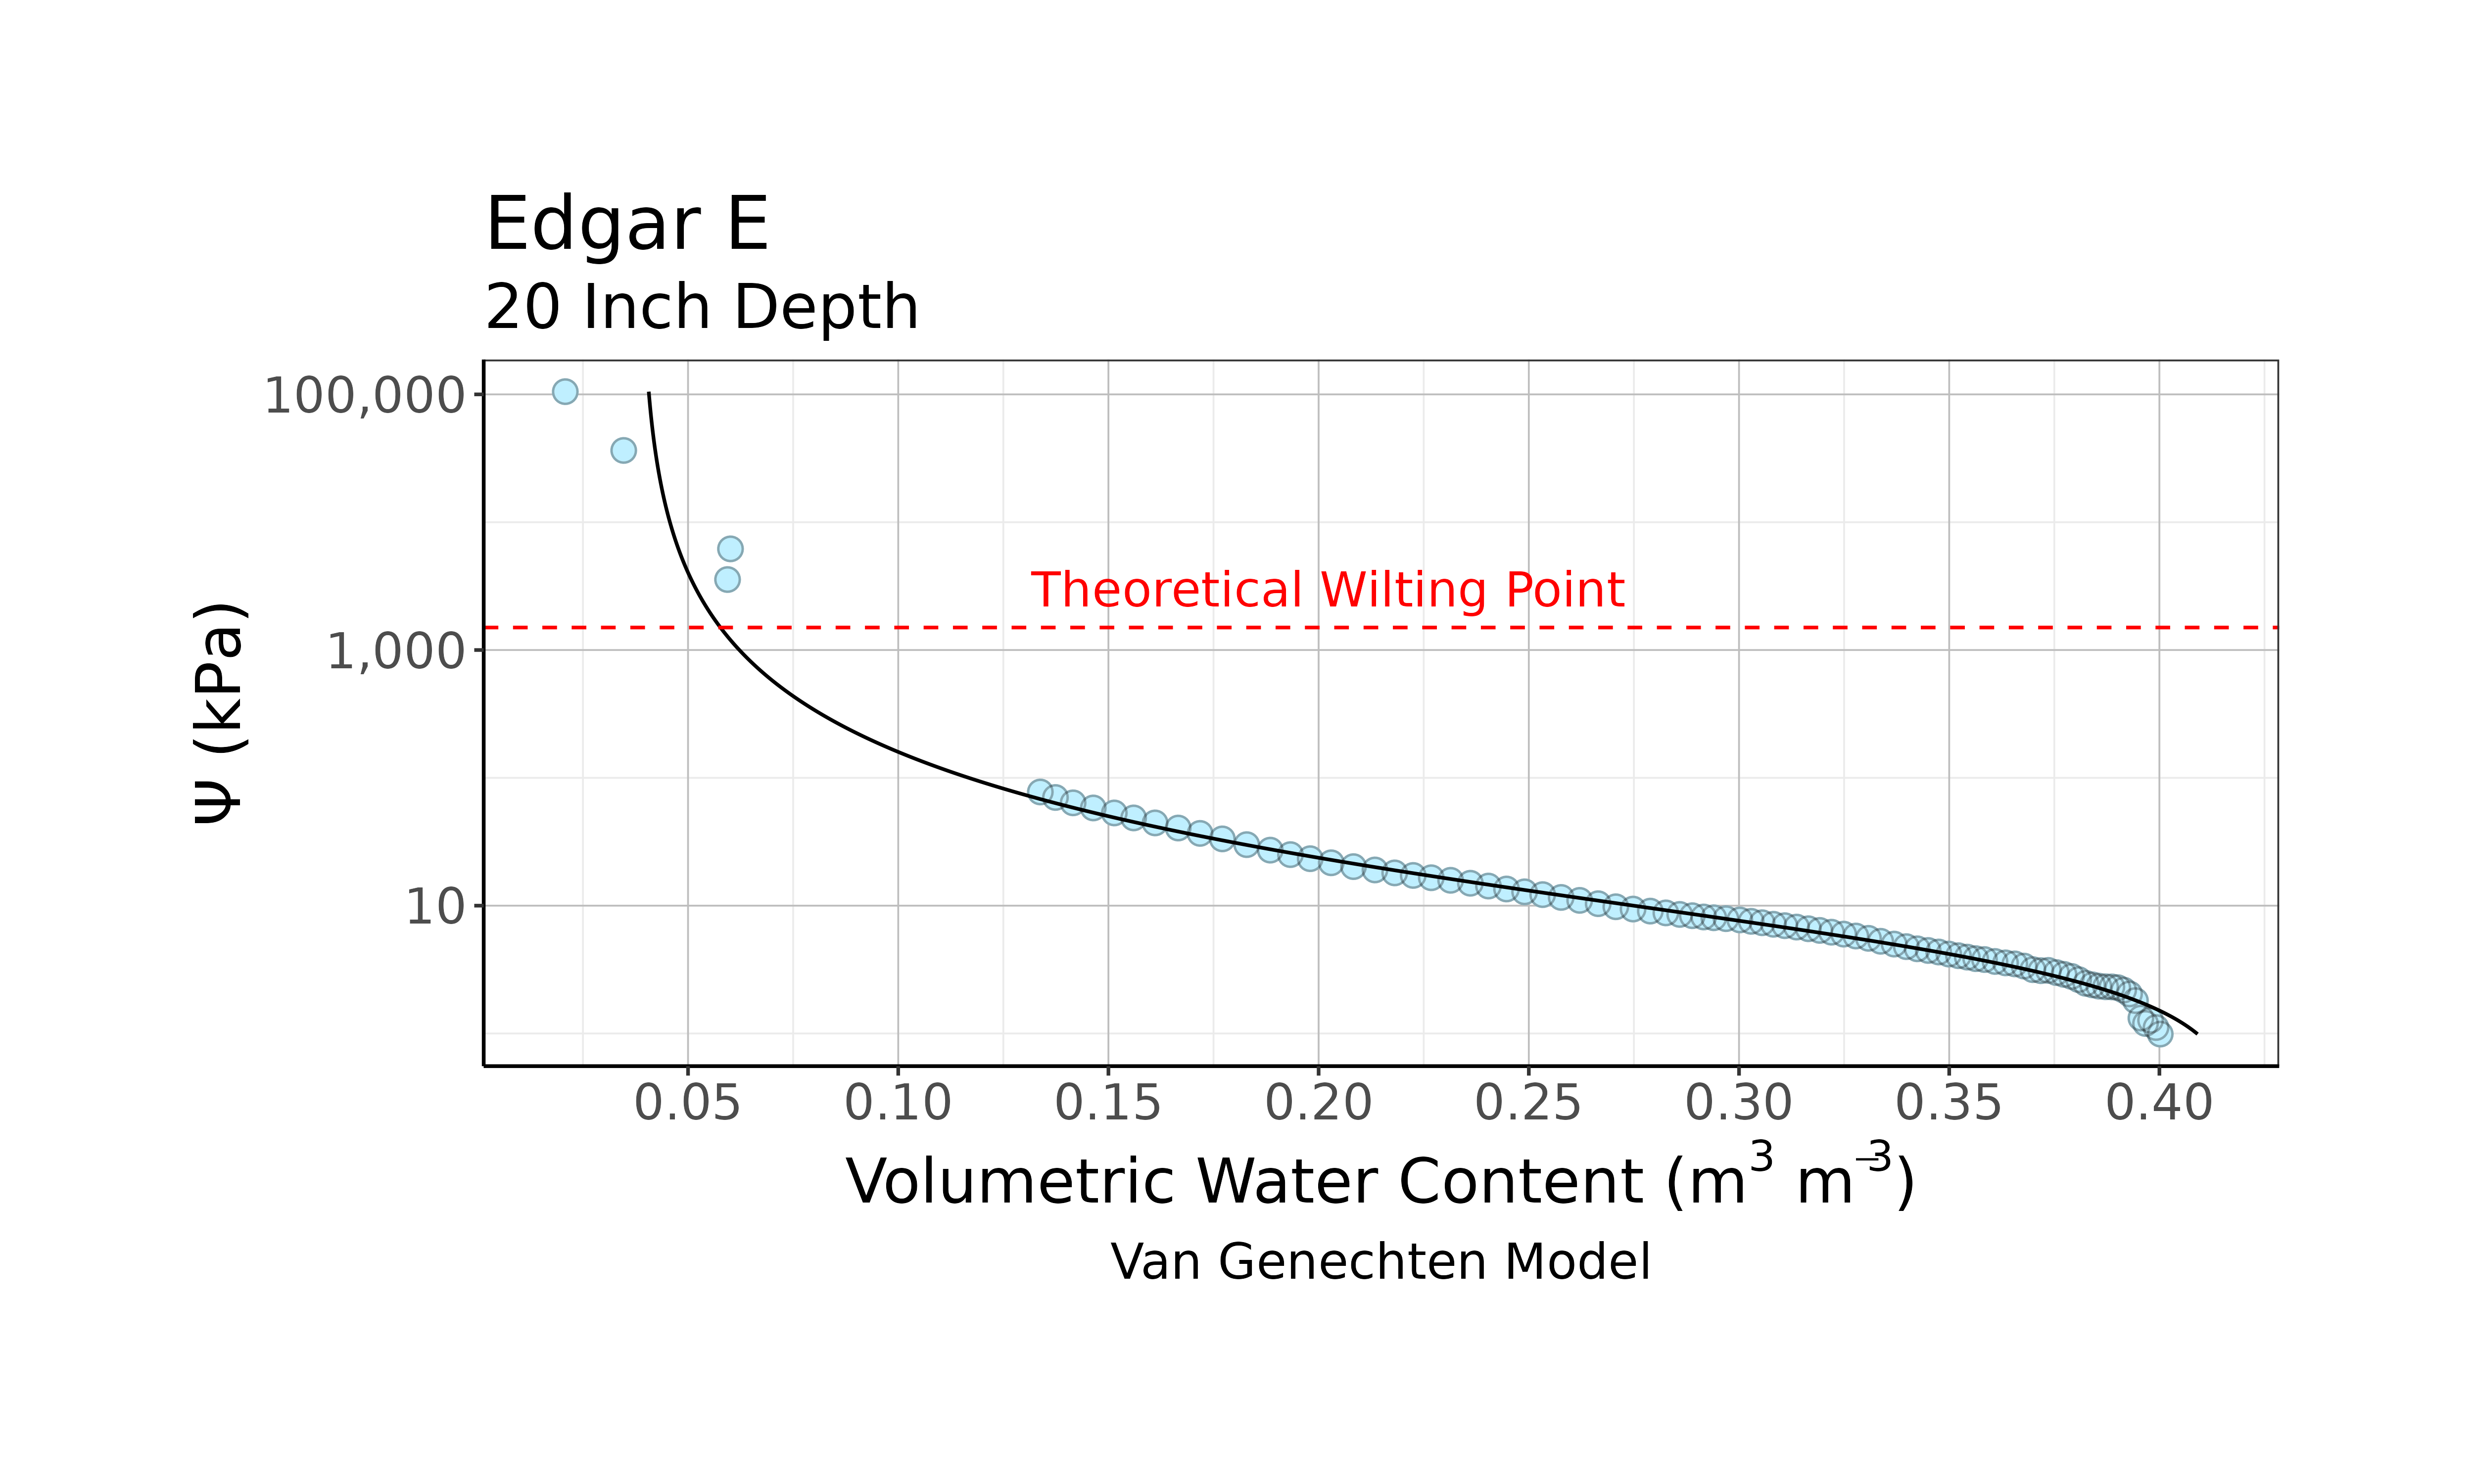 Edgar E
20 Inch Depth
100,000
1,000
10
Ψ (kPa)
Theoretical Wilting Point
0.05 0.10 0.15 0.20 0.25 0.30 0.35 0.40
Volumetric Water Content (m³ m⁻³)
Van Genechten Model